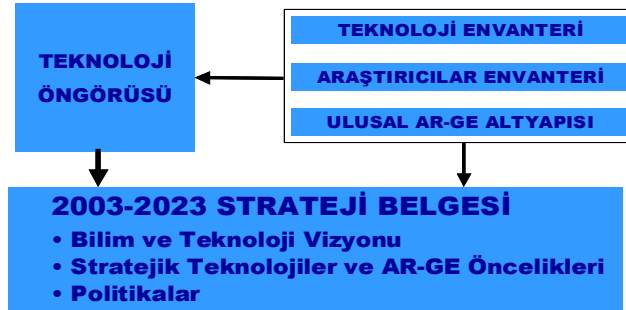 TEKNOLOJİ
ÖNGÖRÜSÜ
TEKNOLOJİ ENVANTERİ
ARAŞTIRICILAR ENVANTERİ
ULUSAL AR-GE ALTYAPISI
2003-2023 STRATEJİ BELGESİ
• Bilim ve Teknoloji Vizyonu
• Stratejik Teknolojiler ve AR-GE Öncelikleri
• Politikalar